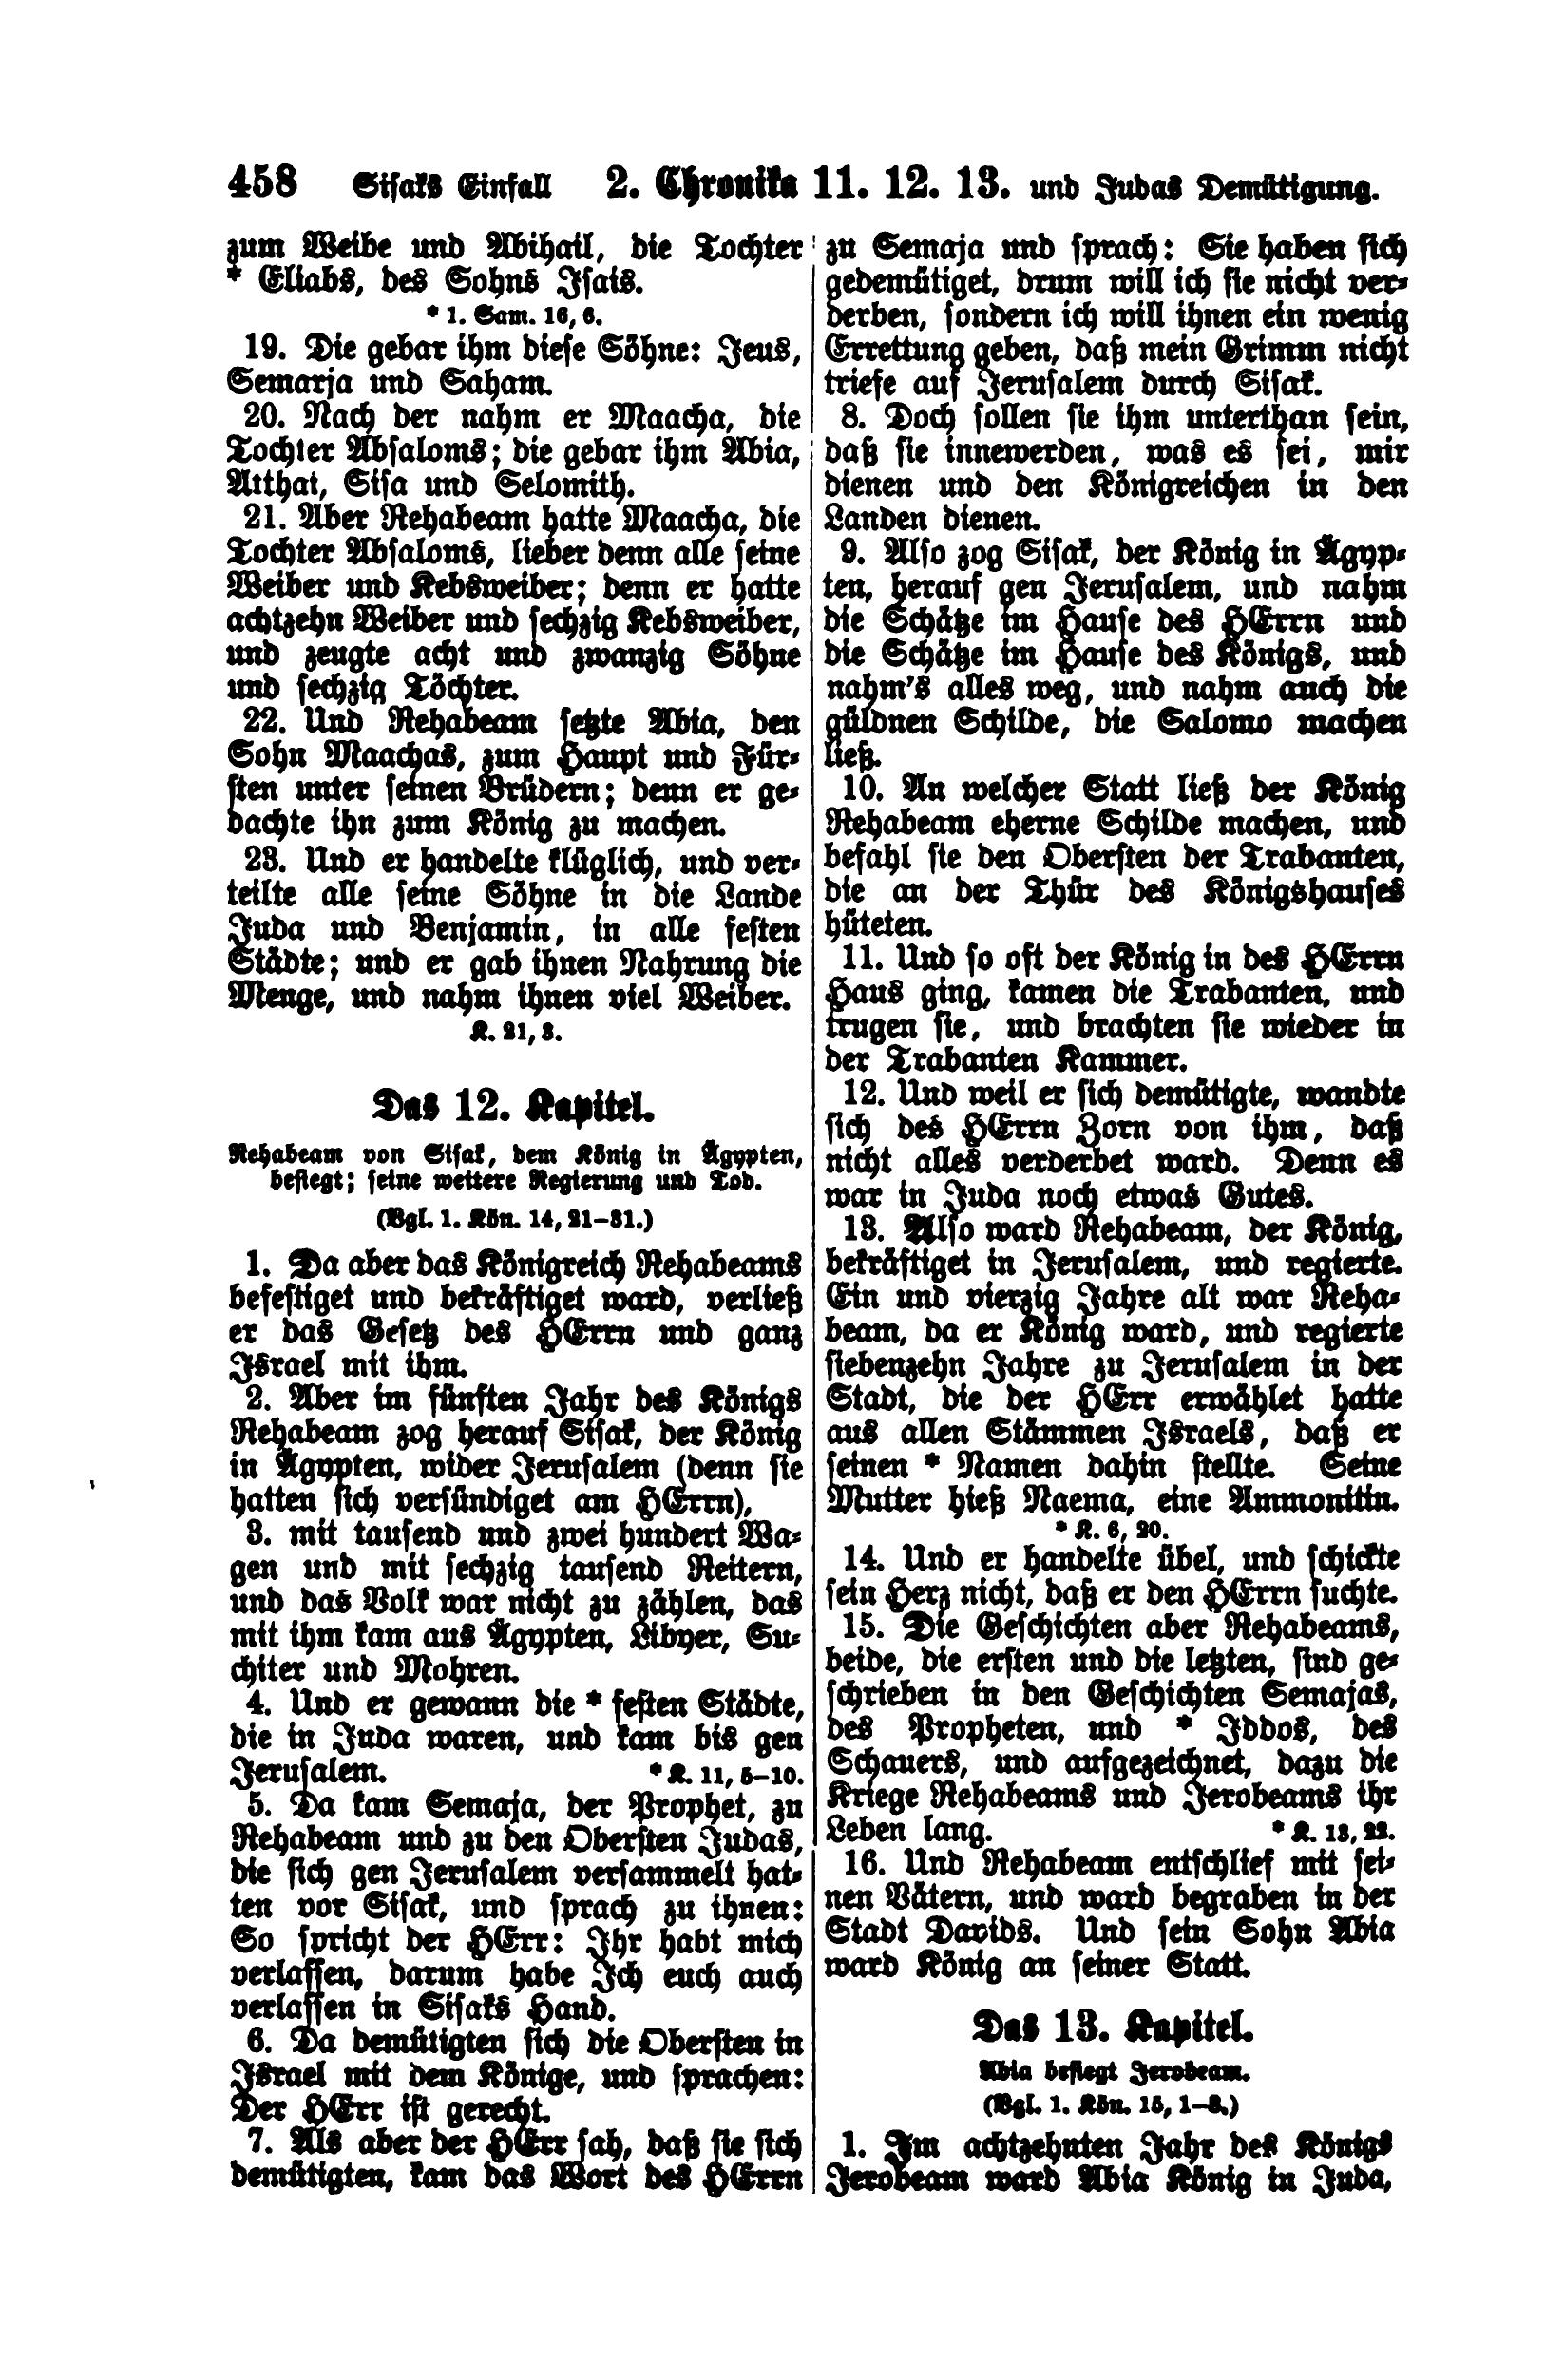 458 Sisaks Einfall 2. Chronika 11. 12. 13. und Judas Demütigung.
zum Weibe und Abihail, die Tochter
* Eliabs, des Sohns Isais.
* 1. Sam. 16, 6.
19. Die gebar ihm diese Söhne: Jeus,
Semarja und Saham.
20. Nach der nahm er Maacha, die
Tochter Absaloms; die gebar ihm Abia,
Atthai, Sisa und Selomith.
21. Aber Rehabeam hatte Maacha, die
Tochter Absaloms, lieber denn alle seine
Weiber und Kebsweiber; denn er hatte
achtzehn Weiber und sechzig Kebsweiber,
und zeugte acht und zwanzig Söhne
und sechzig Töchter.
22. Und Rehabeam setzte Abia, den
Sohn Maachas, zum Haupt und Für-
sten unter seinen Brüdern; denn er ge-
dachte ihn zum König zu machen.
23. Und er handelte klüglich, und ver-
teilte alle seine Söhne in die Lande
Juda und Benjamin, in alle festen
Städte; und er gab ihnen Nahrung die
Menge, und nahm ihnen viel Weiber.
K. 21, 3.
Das 12. Kapitel.
Rehabeam von Sisak, dem König in Ägypten,
besiegt; seine weitere Regierung und Tod.
(Vgl. 1. Kön. 14, 21–31.)
1. Da aber das Königreich Rehabeams
befestiget und bekräftiget ward, verließ
er das Gesetz des HErrn und ganz
Israel mit ihm.
2. Aber im fünften Jahr des Königs
Rehabeam zog herauf Sisak, der König
in Ägypten, wider Jerusalem (denn sie
hatten sich versündiget am HErrn),
3. mit tausend und zwei hundert Wa-
gen und mit sechzig tausend Reitern,
und das Volk war nicht zu zählen, das
mit ihm kam aus Ägypten, Libyer, Su-
chiter und Mohren.
4. Und er gewann die * festen Städte,
die in Juda waren, und kam bis gen
Jerusalem. * K. 11, 5–10.
5. Da kam Semaja, der Prophet, zu
Rehabeam und zu den Obersten Judas,
die sich gen Jerusalem versammelt hat-
ten vor Sisak, und sprach zu ihnen:
So spricht der HErr: Ihr habt mich
verlassen, darum habe Ich euch auch
verlassen in Sisaks Hand.
6. Da demütigten sich die Obersten in
Israel mit dem Könige, und sprachen:
Der HErr ist gerecht.
7. Als aber der HErr sah, daß sie sich
demütigten, kam das Wort des HErrn
zu Semaja und sprach: Sie haben sich
gedemütiget, drum will ich sie nicht ver-
derben, sondern ich will ihnen ein wenig
Errettung geben, daß mein Grimm nicht
triefe auf Jerusalem durch Sisak.
8. Doch sollen sie ihm unterthan sein,
daß sie innewerden, was es sei, mir
dienen und den Königreichen in den
Landen dienen.
9. Also zog Sisak, der König in Ägyp-
ten, herauf gen Jerusalem, und nahm
die Schätze im Hause des HErrn und
die Schätze im Hause des Königs, und
nahm's alles weg, und nahm auch die
güldnen Schilde, die Salomo machen
ließ.
10. An welcher Statt ließ der König
Rehabeam eherne Schilde machen, und
befahl sie den Obersten der Trabanten,
die an der Thür des Königshauses
hüteten.
11. Und so oft der König in des HErrn
Haus ging, kamen die Trabanten, und
trugen sie, und brachten sie wieder in
der Trabanten Kammer.
12. Und weil er sich demütigte, wandte
sich des HErrn Zorn von ihm, daß
nicht alles verderbet ward. Denn es
war in Juda noch etwas Gutes.
13. Also ward Rehabeam, der König,
bekräftiget in Jerusalem, und regierte.
Ein und vierzig Jahre alt war Reha-
beam, da er König ward, und regierte
siebenzehn Jahre zu Jerusalem in der
Stadt, die der HErr erwählet hatte
aus allen Stämmen Israels, daß er
seinen * Namen dahin stellte. Seine
Mutter hieß Naema, eine Ammonitin.
* K. 6, 20.
14. Und er handelte übel, und schickte
sein Herz nicht, daß er den HErrn suchte.
15. Die Geschichten aber Rehabeams,
beide, die ersten und die letzten, sind ge-
schrieben in den Geschichten Semajas,
des Propheten, und * Iddos, des
Schauers, und aufgezeichnet, dazu die
Kriege Rehabeams und Jerobeams ihr
Leben lang. * K. 13, 22.
16. Und Rehabeam entschlief mit sei-
nen Vätern, und ward begraben in der
Stadt Davids. Und sein Sohn Abia
ward König an seiner Statt.
Das 13. Kapitel.
Abia besiegt Jerobeam.
(Vgl. 1. Kön. 15, 1–8.)
1. Im achtzehnten Jahr des Königs
Jerobeam ward Abia König in Juda,